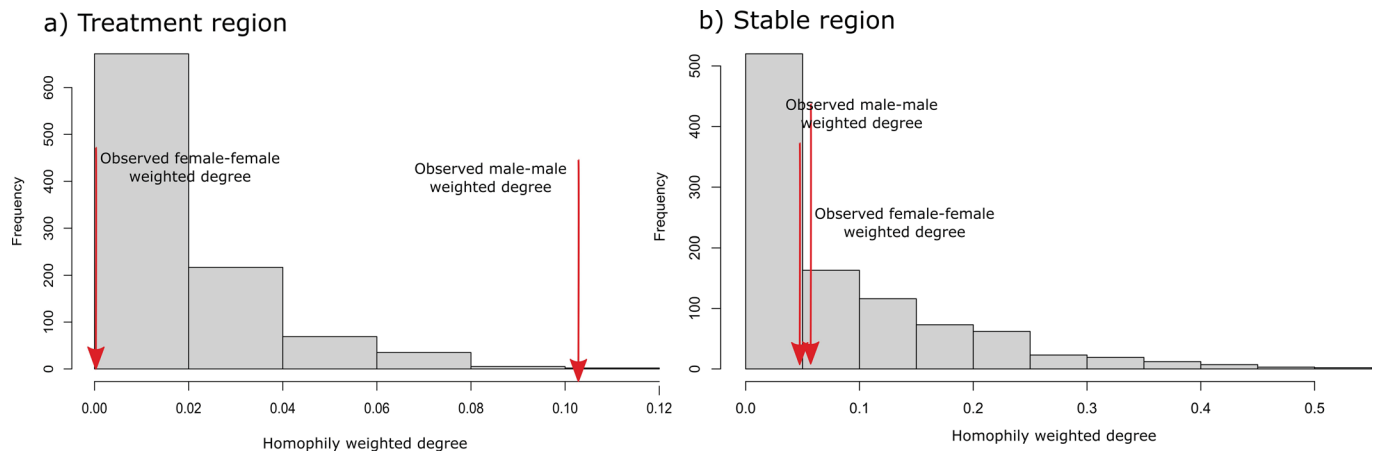 a) Treatment region
Frequency
600
500
400
300
200
100
0
Observed female-female
weighted degree
Observed male-male
weighted degree
0.00 0.02 0.04 0.06 0.08 0.10 0.12
Homophily weighted degree
b) Stable region
Frequency
500
400
300
200
100
0
Observed male-male
weighted degree
Observed female-female
weighted degree
0.0 0.1 0.2 0.3 0.4 0.5
Homophily weighted degree